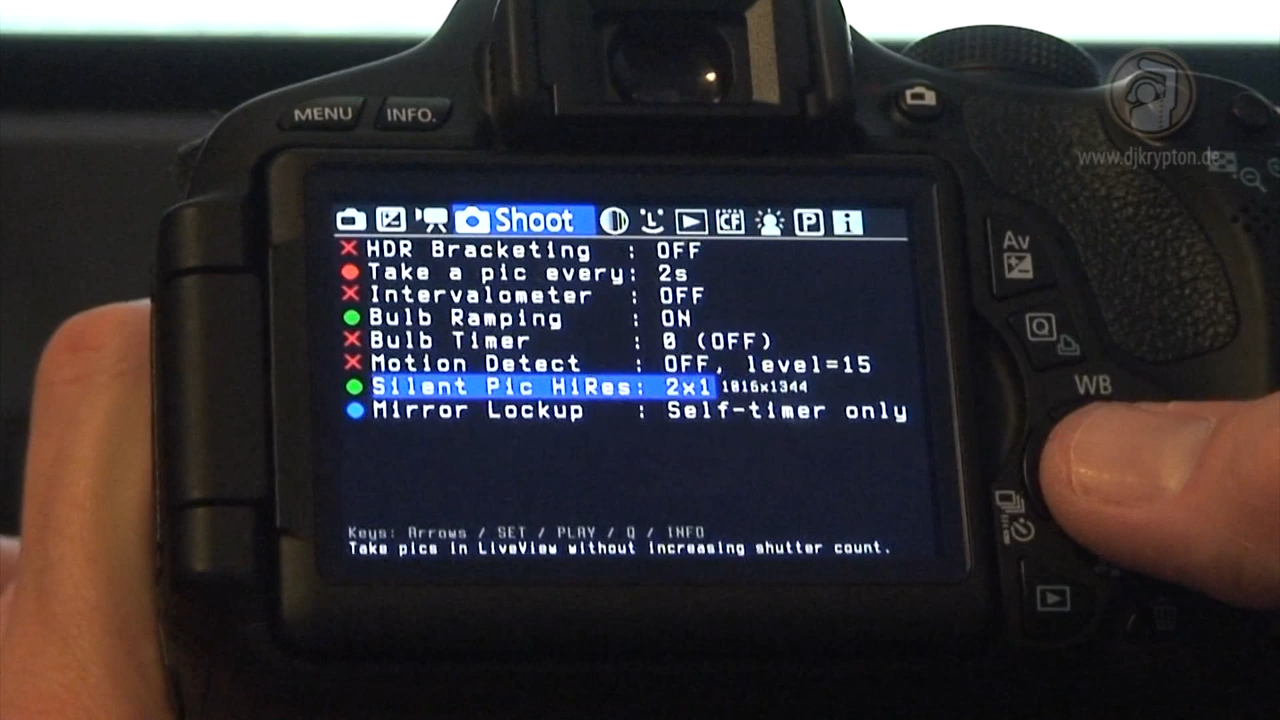 MENU INFO.
www.djkrypton.de
Shoot CF P i
HDR Bracketing : OFF
Take a pic every: 2s
Intervalometer : OFF
Bulb Ramping : ON
Bulb Timer : 0 (OFF)
Motion Detect : OFF, level=15
Silent Pic HiRes: 2x1 1816x1344
Mirror Lockup : Self-timer only
Keys: Arrows / SET / PLAY / Q / INFO
Take pics in LiveView without increasing shutter count.
Av
Q
WB